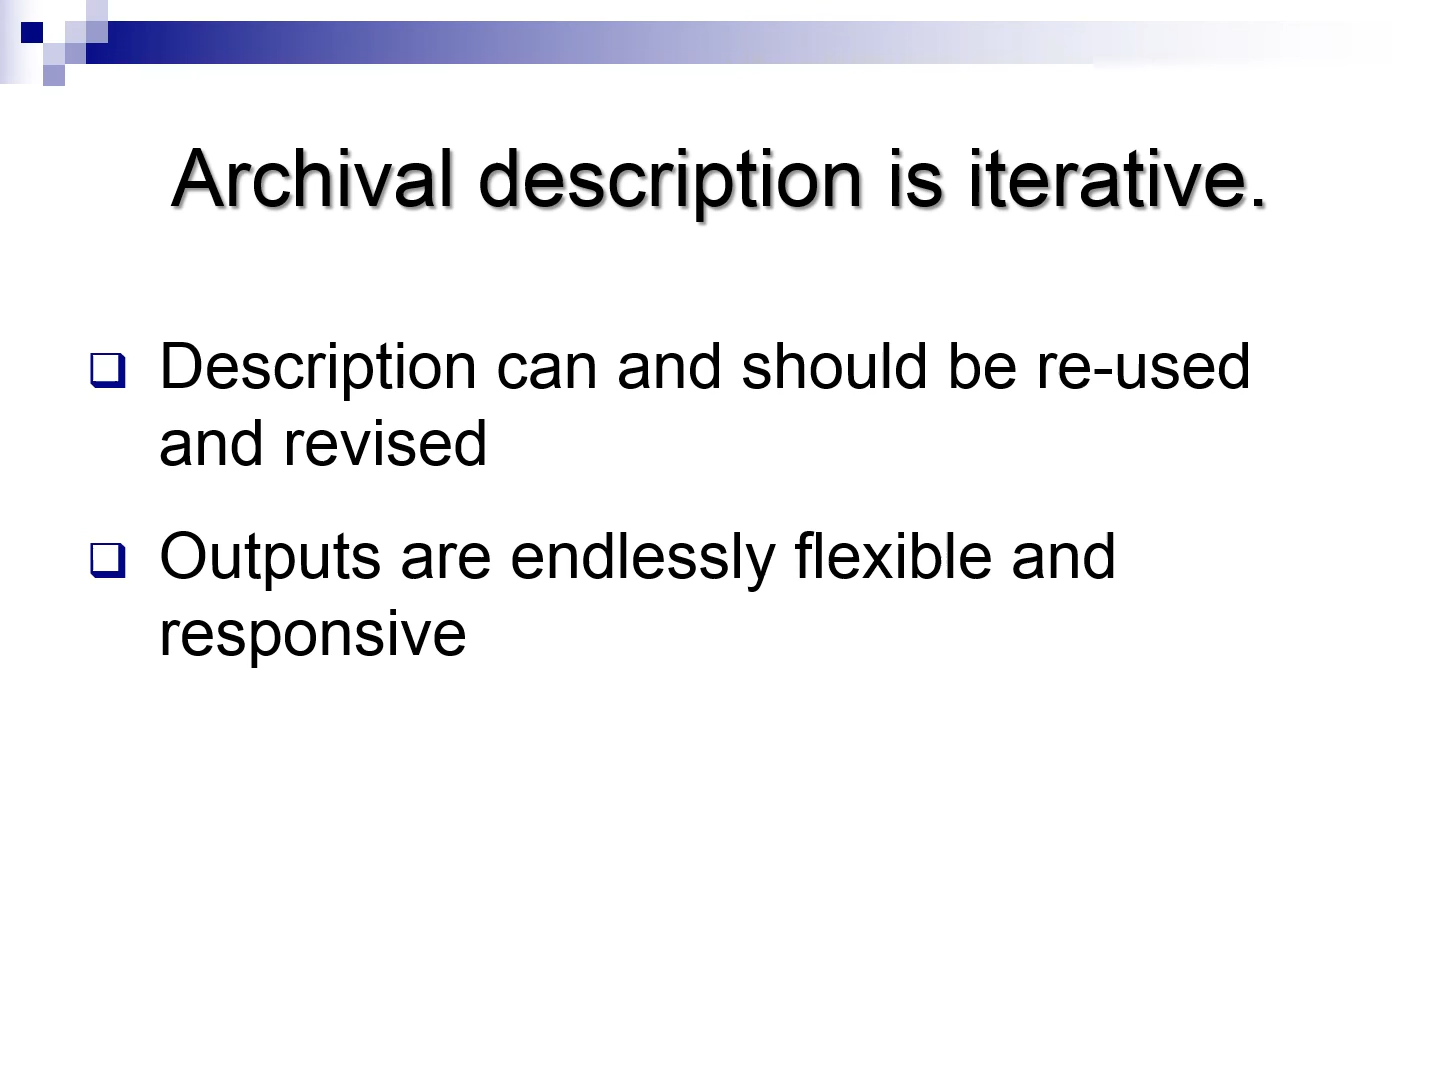 Archival description is iterative.
Description can and should be re-used
and revised
Outputs are endlessly flexible and
responsive